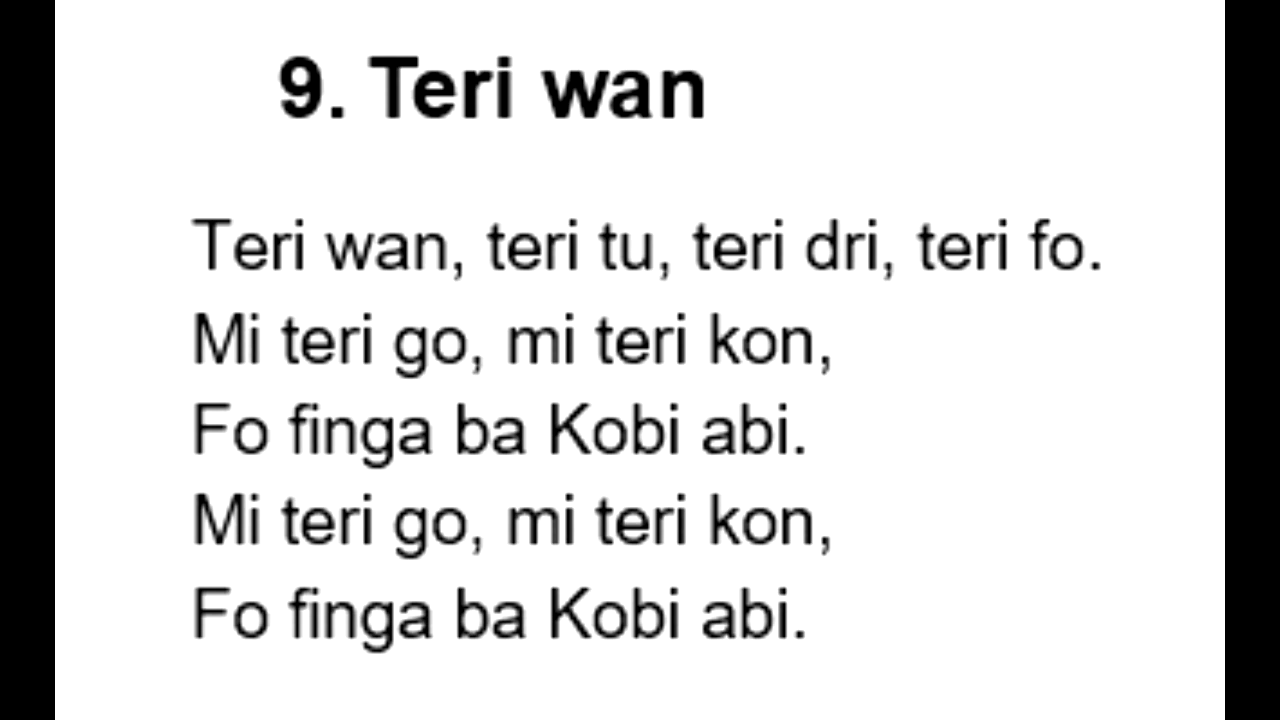 9. Teri wan
Teri wan, teri tu, teri dri, teri fo.
Mi teri go, mi teri kon,
Fo finga ba Kobi abi.
Mi teri go, mi teri kon,
Fo finga ba Kobi abi.